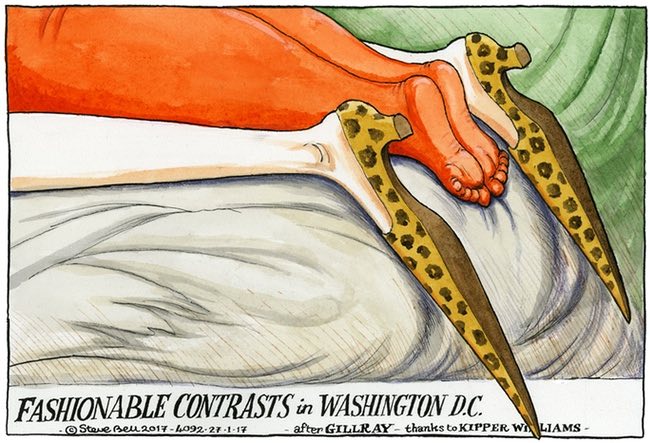 FASHIONABLE CONTRASTS in WASHINGTON D.C.
- © Steve Bell 2017 - 4092 - 27 - 1 - 17 - after GILLRAY - thanks to KIPPER WILLIAMS -